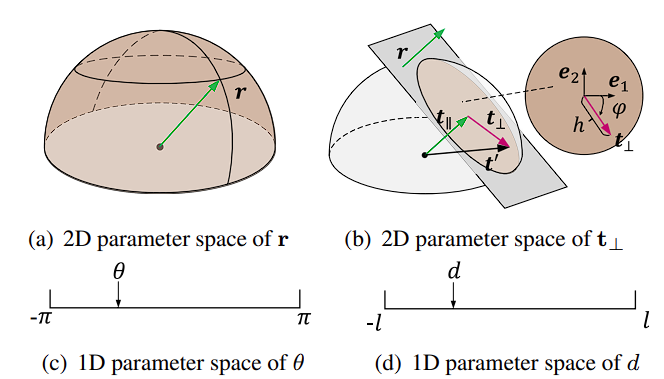 r
r
e₂
e₁
φ
t∥
t⊥
h
t⊥
t′
(a) 2D parameter space of r
(b) 2D parameter space of t⊥
θ
d
-π
π
-l
l
(c) 1D parameter space of θ
(d) 1D parameter space of d